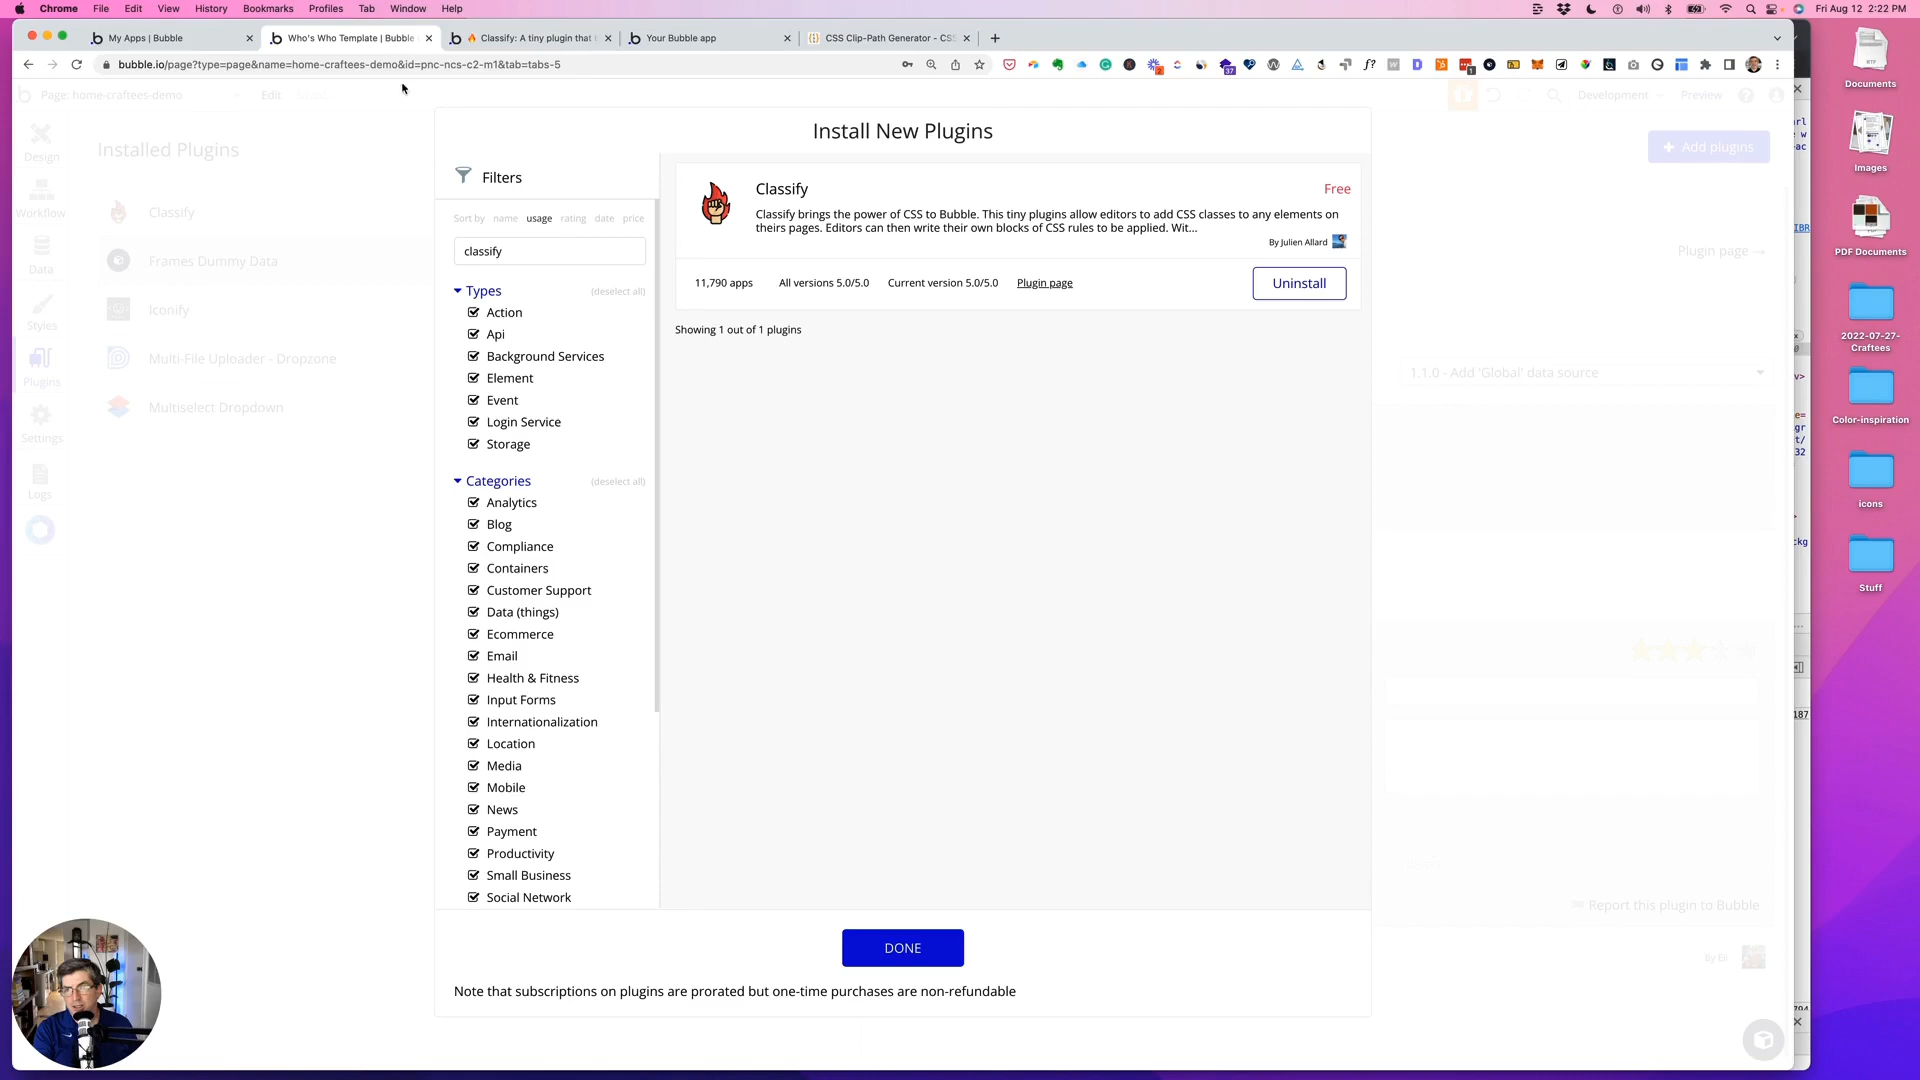 Chrome File Edit View History Bookmarks Profiles Tab Window Help
Fri Aug 12 2:22 PM
My Apps | Bubble
Who's Who Template | Bubble
Classify: A tiny plugin that
Your Bubble app
CSS Clip-Path Generator - CSS
bubble.io/page?type=page&name=home-craftees-demo&id=pnc-ncs-c2-m1&tab=tabs-5
Page: home-craftees-demo
Edit
Saved
Development
Preview
Design
Workflow
Data
Styles
Plugins
Settings
Logs
Installed Plugins
Classify
Frames Dummy Data
Iconify
Multi-File Uploader - Dropzone
Multiselect Dropdown
Install New Plugins
Filters
Sort by name usage rating date price
classify
Types (deselect all)
Action
Api
Background Services
Element
Event
Login Service
Storage
Categories (deselect all)
Analytics
Blog
Compliance
Containers
Customer Support
Data (things)
Ecommerce
Email
Health & Fitness
Input Forms
Internationalization
Location
Media
Mobile
News
Payment
Productivity
Small Business
Social Network
Classify
Free
Classify brings the power of CSS to Bubble. This tiny plugins allow editors to add CSS classes to any elements on
theirs pages. Editors can then write their own blocks of CSS rules to be applied. Wit...
By Julien Allard
11,790 apps All versions 5.0/5.0 Current version 5.0/5.0 Plugin page
Uninstall
Showing 1 out of 1 plugins
DONE
Note that subscriptions on plugins are prorated but one-time purchases are non-refundable
+ Add plugins
Plugin page →
1.1.0 - Add 'Global' data source
Report this plugin to Bubble
By Eli
Documents
Images
PDF Documents
2022-07-27-
Craftees
Color-inspiration
icons
Stuff